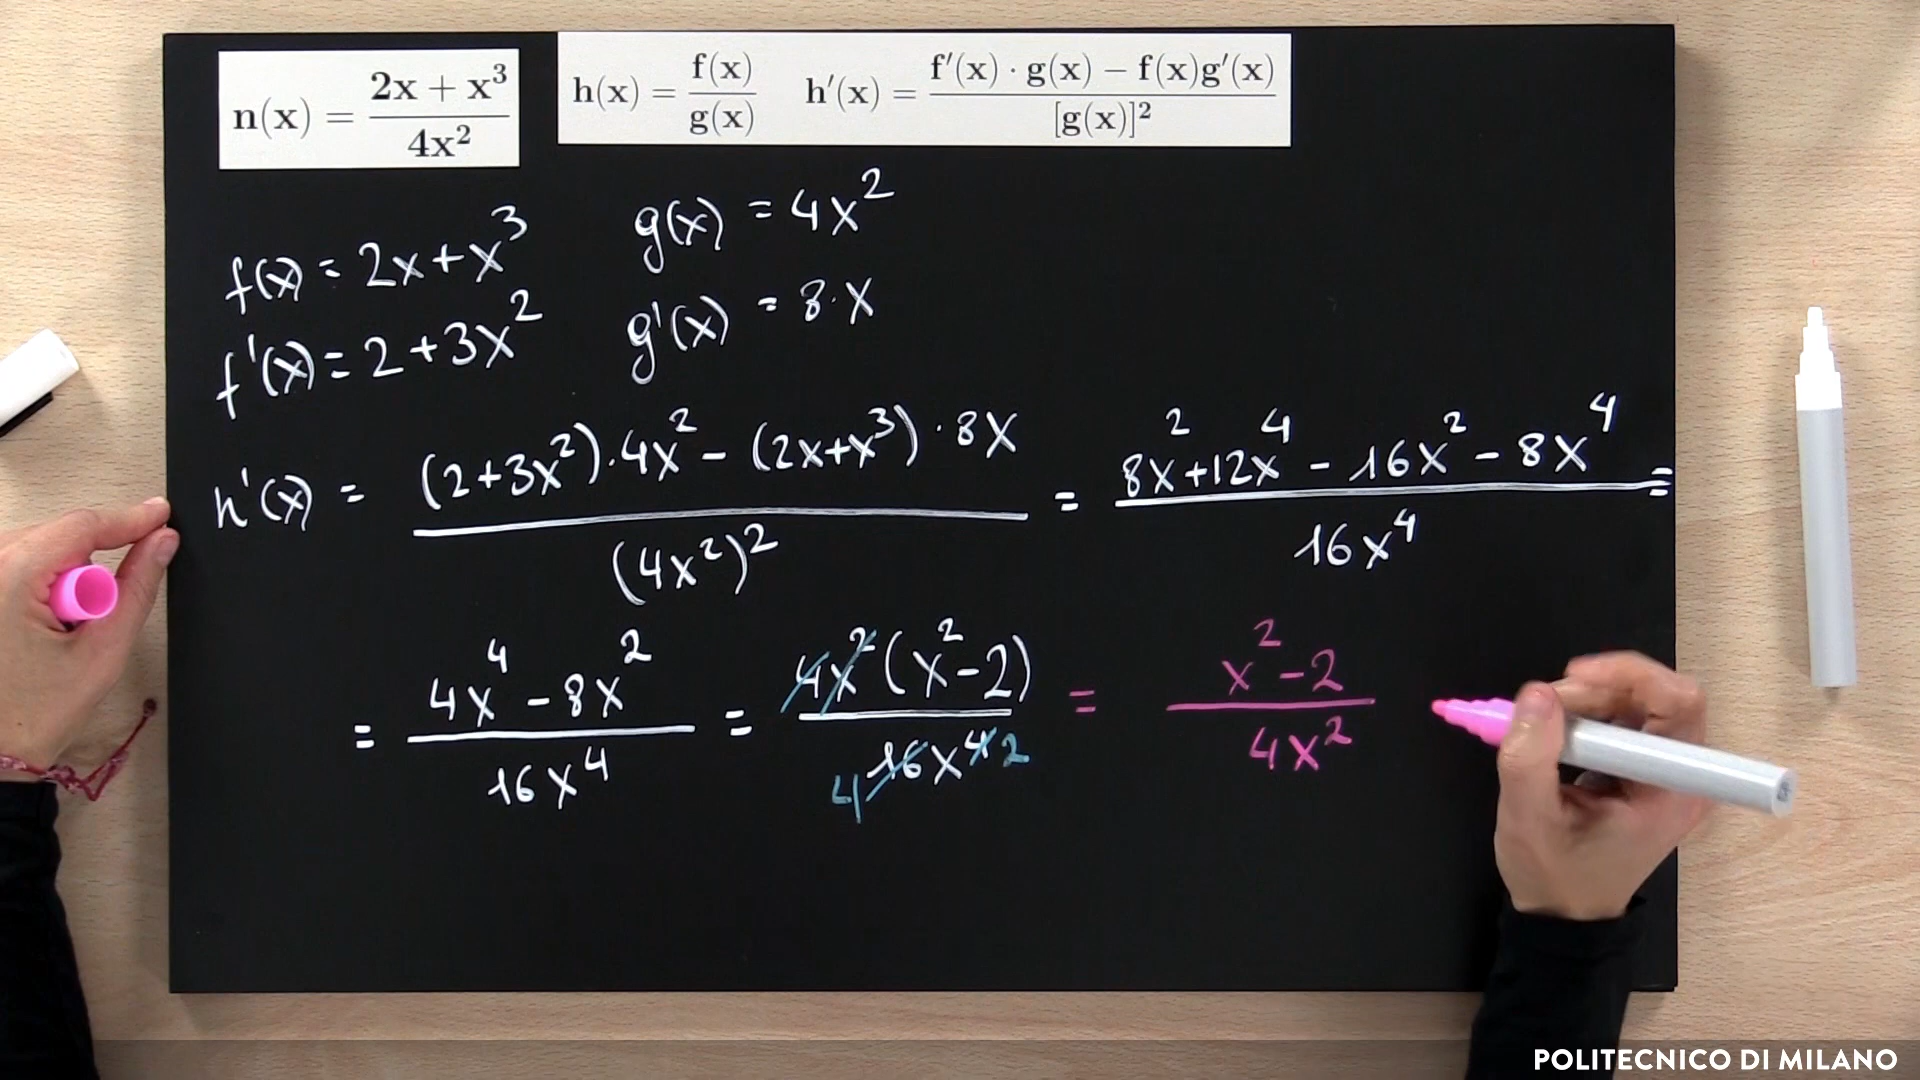 n(x) = (2x + x³)/(4x²)
h(x) = f(x)/g(x)    h′(x) = (f′(x) · g(x) − f(x)g′(x))/[g(x)]²
f(x) = 2x + x³    g(x) = 4x²
f'(x) = 2 + 3x²    g'(x) = 8·x
h'(x) = ((2+3x²)·4x² − (2x+x³)·8x)/(4x²)² = (8x²+12x⁴ − 16x² − 8x⁴)/(16x⁴) =
= (4x⁴ − 8x²)/(16x⁴) = (4x²(x²−2))/(4 16x⁴ 2) = (x²−2)/(4x²)
POLITECNICO DI MILANO